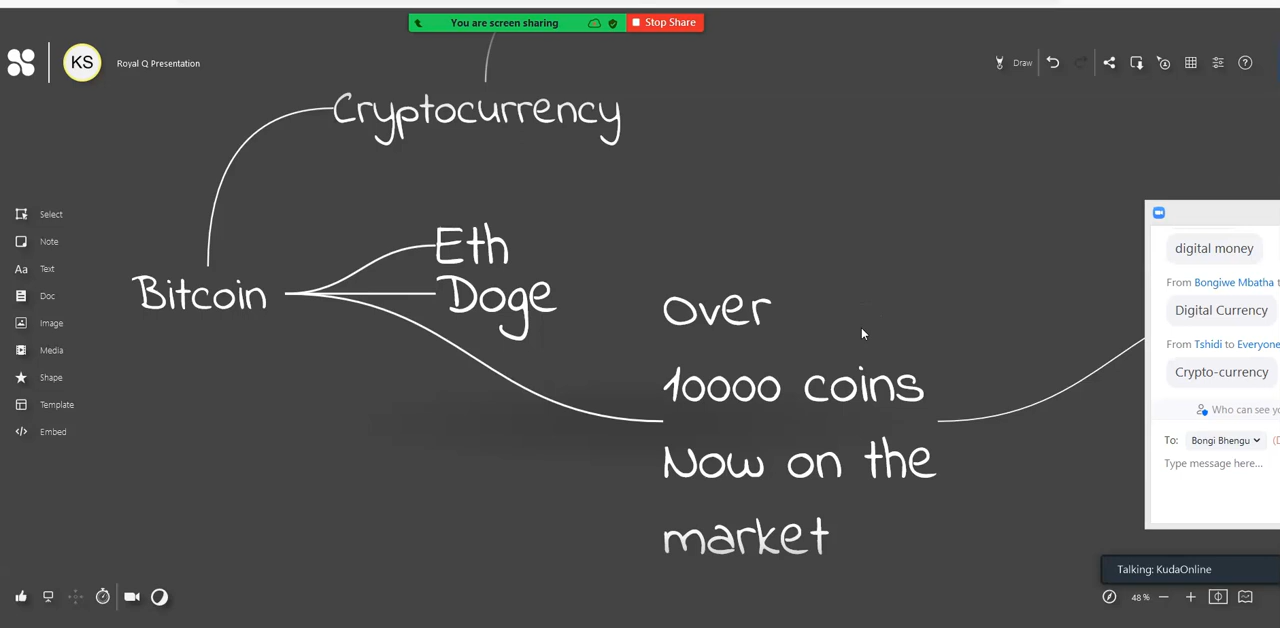 You are screen sharing
Stop Share
KS
Royal Q Presentation
Draw
Cryptocurrency
Select
Note
Aa Text
Doc
Image
Media
Shape
Template
Embed
Bitcoin
Eth
Doge
over
10000 coins
Now on the
market
digital money
From Bongiwe Mbatha
Digital Currency
From Tshidi to Everyone
Crypto-currency
Who can see
To: Bongi Bhengu
Type message here...
Talking: KudaOnline
48 %